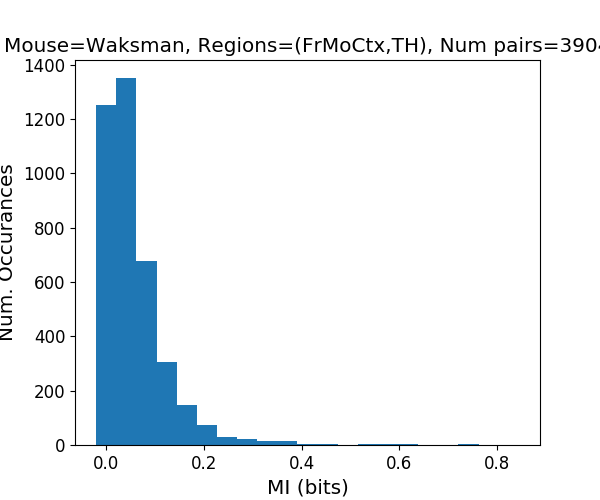 Mouse=Waksman, Regions=(FrMoCtx,TH), Num pairs=3904
1400
1200
1000
800
600
400
200
0
Num. Occurances
0.0 0.2 0.4 0.6 0.8
MI (bits)